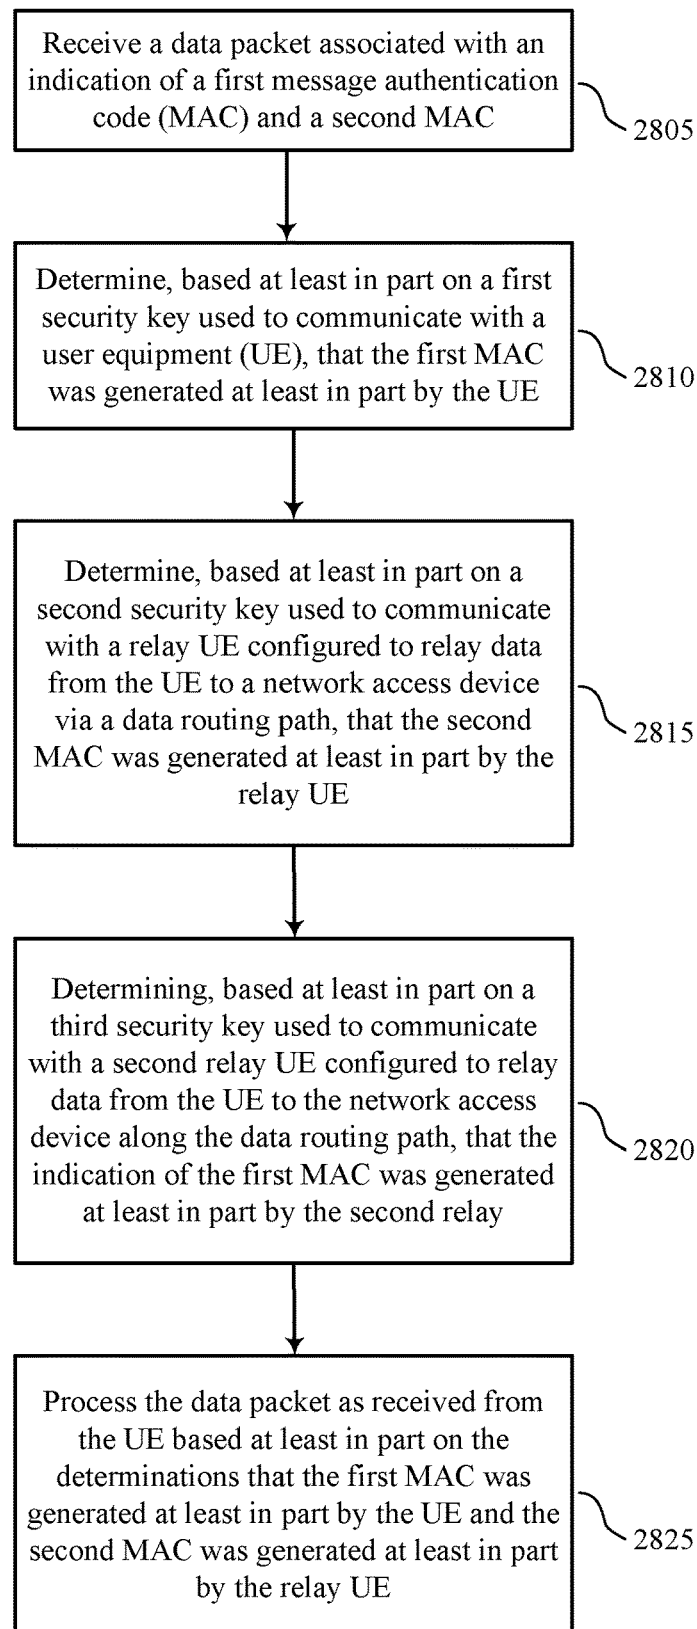 Receive a data packet associated with an
indication of a first message authentication
code (MAC) and a second MAC
2805
Determine, based at least in part on a first
security key used to communicate with a
user equipment (UE), that the first MAC
was generated at least in part by the UE
2810
Determine, based at least in part on a
second security key used to communicate
with a relay UE configured to relay data
from the UE to a network access device
via a data routing path, that the second
MAC was generated at least in part by the
relay UE
2815
Determining, based at least in part on a
third security key used to communicate
with a second relay UE configured to relay
data from the UE to the network access
device along the data routing path, that the
indication of the first MAC was generated
at least in part by the second relay
2820
Process the data packet as received from
the UE based at least in part on the
determinations that the first MAC was
generated at least in part by the UE and the
second MAC was generated at least in part
by the relay UE
2825